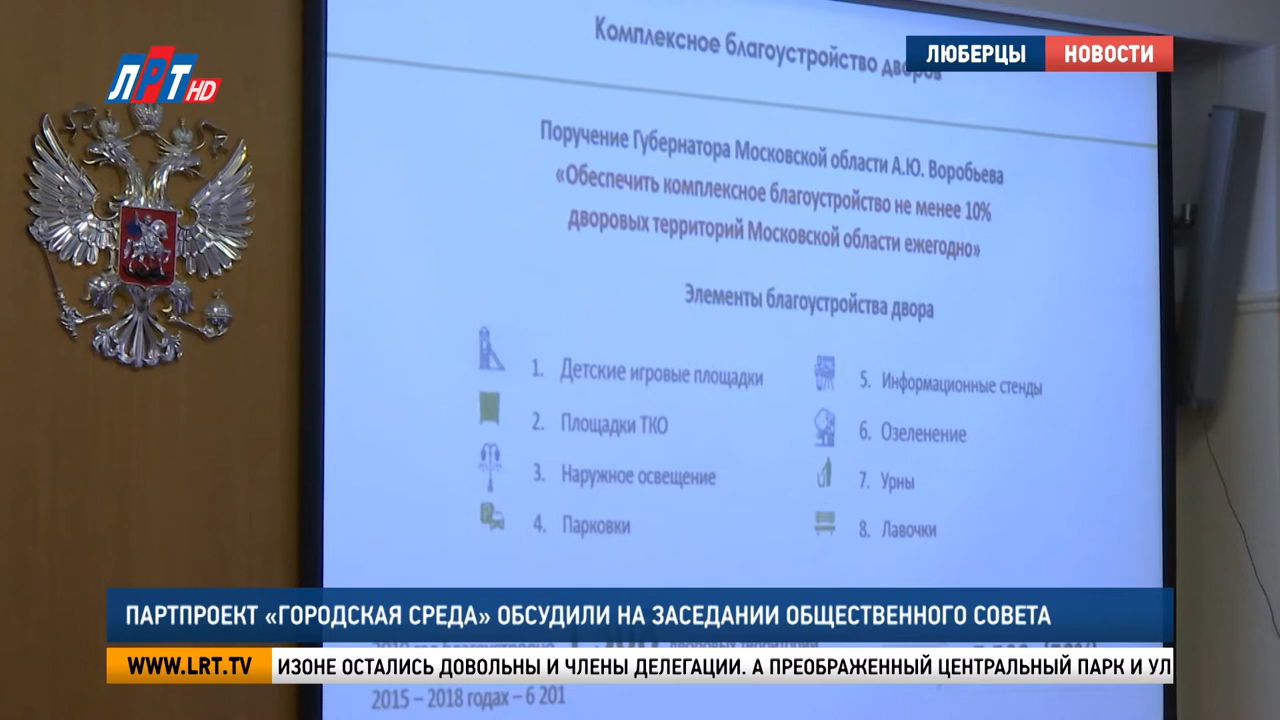 ЛРТHD
ЛЮБЕРЦЫ НОВОСТИ
Комплексное благоустройство дворов
Поручение Губернатора Московской области А.Ю. Воробьева
«Обеспечить комплексное благоустройство не менее 10%
дворовых территорий Московской области ежегодно»
Элементы благоустройства двора
1. Детские игровые площадки
2. Площадки ТКО
3. Наружное освещение
4. Парковки
5. Информационные стенды
6. Озеленение
7. Урны
8. Лавочки
ПАРТПРОЕКТ «ГОРОДСКАЯ СРЕДА» ОБСУДИЛИ НА ЗАСЕДАНИИ ОБЩЕСТВЕННОГО СОВЕТА
WWW.LRT.TV ИЗОНЕ ОСТАЛИСЬ ДОВОЛЬНЫ И ЧЛЕНЫ ДЕЛЕГАЦИИ. А ПРЕОБРАЖЕННЫЙ ЦЕНТРАЛЬНЫЙ ПАРК И УЛ
2015 – 2018 годах – 6 201